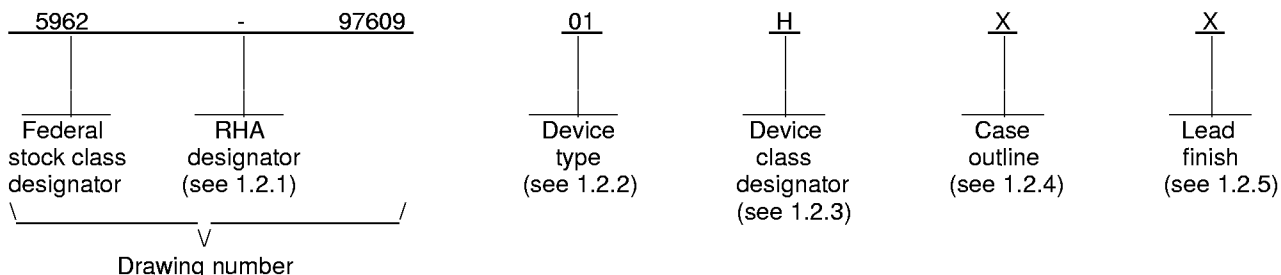 5962 - 97609 01 H X X
Federal stock class designator
RHA designator (see 1.2.1)
Device type (see 1.2.2)
Device class designator (see 1.2.3)
Case outline (see 1.2.4)
Lead finish (see 1.2.5)
Drawing number